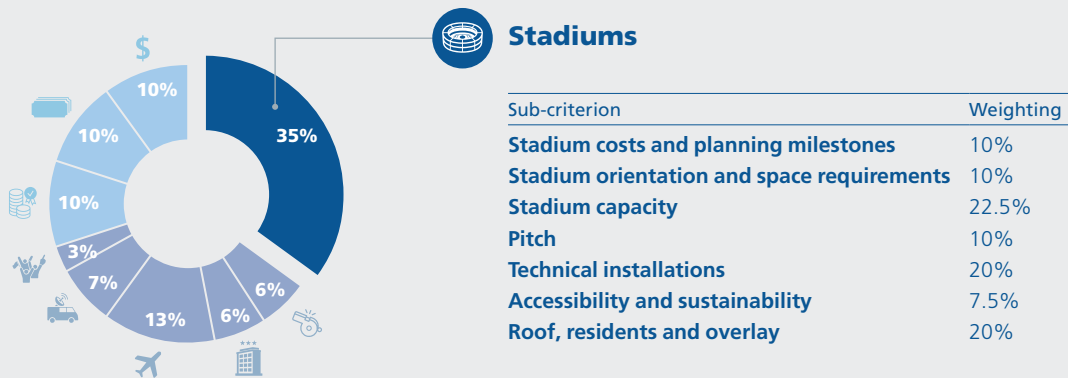 Stadiums
$
10%
35%
10%
10%
3%
7%
13%
6%
6%
Sub-criterion Weighting
Stadium costs and planning milestones 10%
Stadium orientation and space requirements 10%
Stadium capacity 22.5%
Pitch 10%
Technical installations 20%
Accessibility and sustainability 7.5%
Roof, residents and overlay 20%